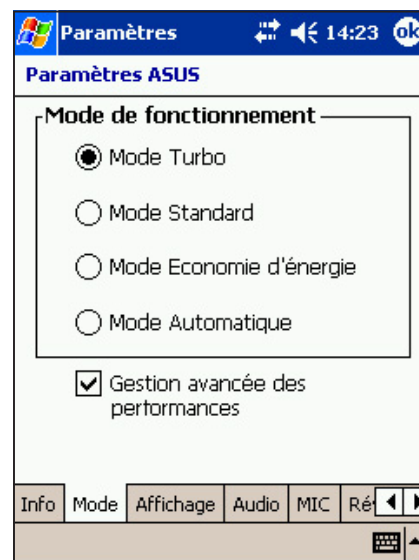 Paramètres 14:23 ok
Paramètres ASUS
Mode de fonctionnement
Mode Turbo
Mode Standard
Mode Economie d'énergie
Mode Automatique
Gestion avancée des
performances
Info Mode Affichage Audio MIC